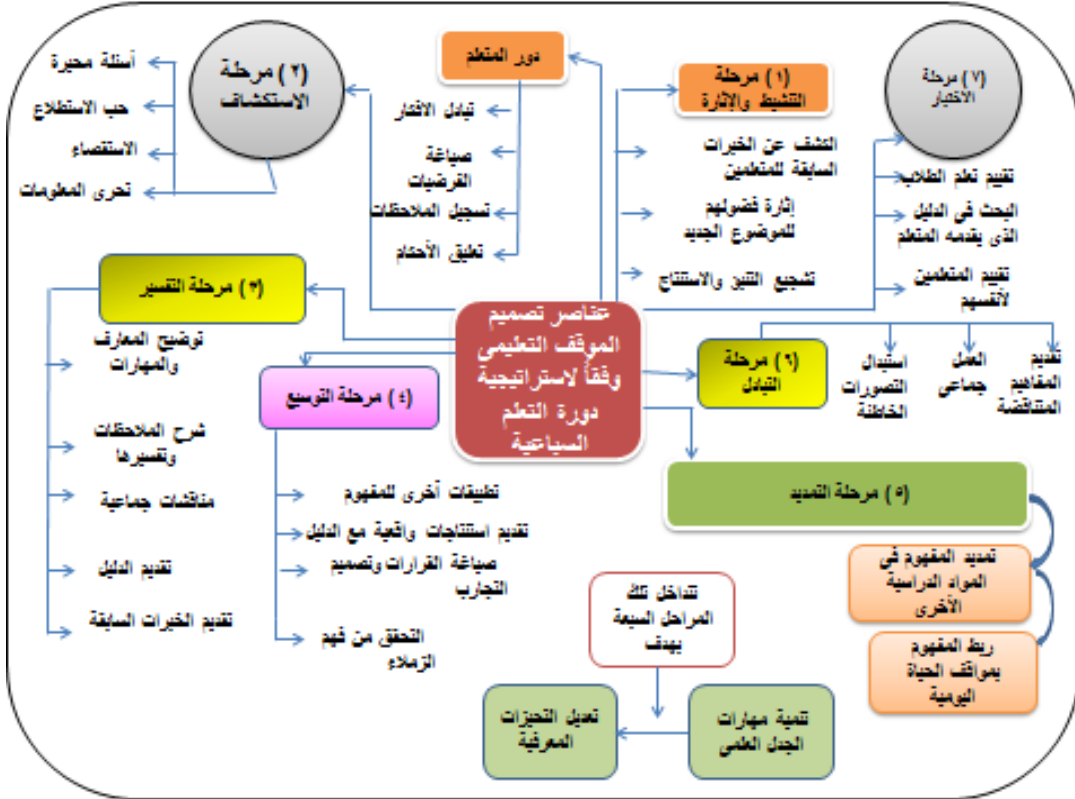 (٧) مرحلة
الاختبار
تقييم تعلم الطلاب
البحث فى الدليل
الذى يقدمه المتعلم
تقييم المتعلمين
لأنفسهم
(١) مرحلة
التنشيط والإثارة
الكشف عن الخبرات
السابقة للمتعلمين
إثارة فضولهم
للموضوع الجديد
تشجيع التنبؤ والاستنتاج
دور المتعلم
تبادل الأفكار
صياغة
الفرضيات
تسجيل الملاحظات
تعليق الأحكام
(٢) مرحلة
الاستكشاف
أسئلة محيرة
حب الاستطلاع
الاستقصاء
تحرى المعلومات
عناصر تصميم
الموقف التعليمى
وفقاً لاستراتيجية
دورة التعلم
السباعية
(٣) مرحلة التفسير
توضيح المعارف
والمهارات
شرح الملاحظات
وتفسيرها
مناقشات جماعية
تقديم الدليل
تقديم الخبرات السابقة
(٤) مرحلة التوسيع
تطبيقات أخرى للمفهوم
تقديم استنتاجات واقعية مع الدليل
صياغة القرارات وتصميم
التجارب
التحقق من فهم
الزملاء
(٦) مرحلة
التبادل
تقديم
المفاهيم
المتناقضة
العمل
جماعى
استبدال
التصورات
الخاطئة
(٥) مرحلة التمديد
تمديد المفهوم فى
المواد الدراسية
الأخرى
ربط المفهوم
بمواقف الحياة
اليومية
تتداخل تلك
المراحل السبعة
بهدف
تنمية مهارات
الجدل العلمى
تعديل التحيزات
المعرفية